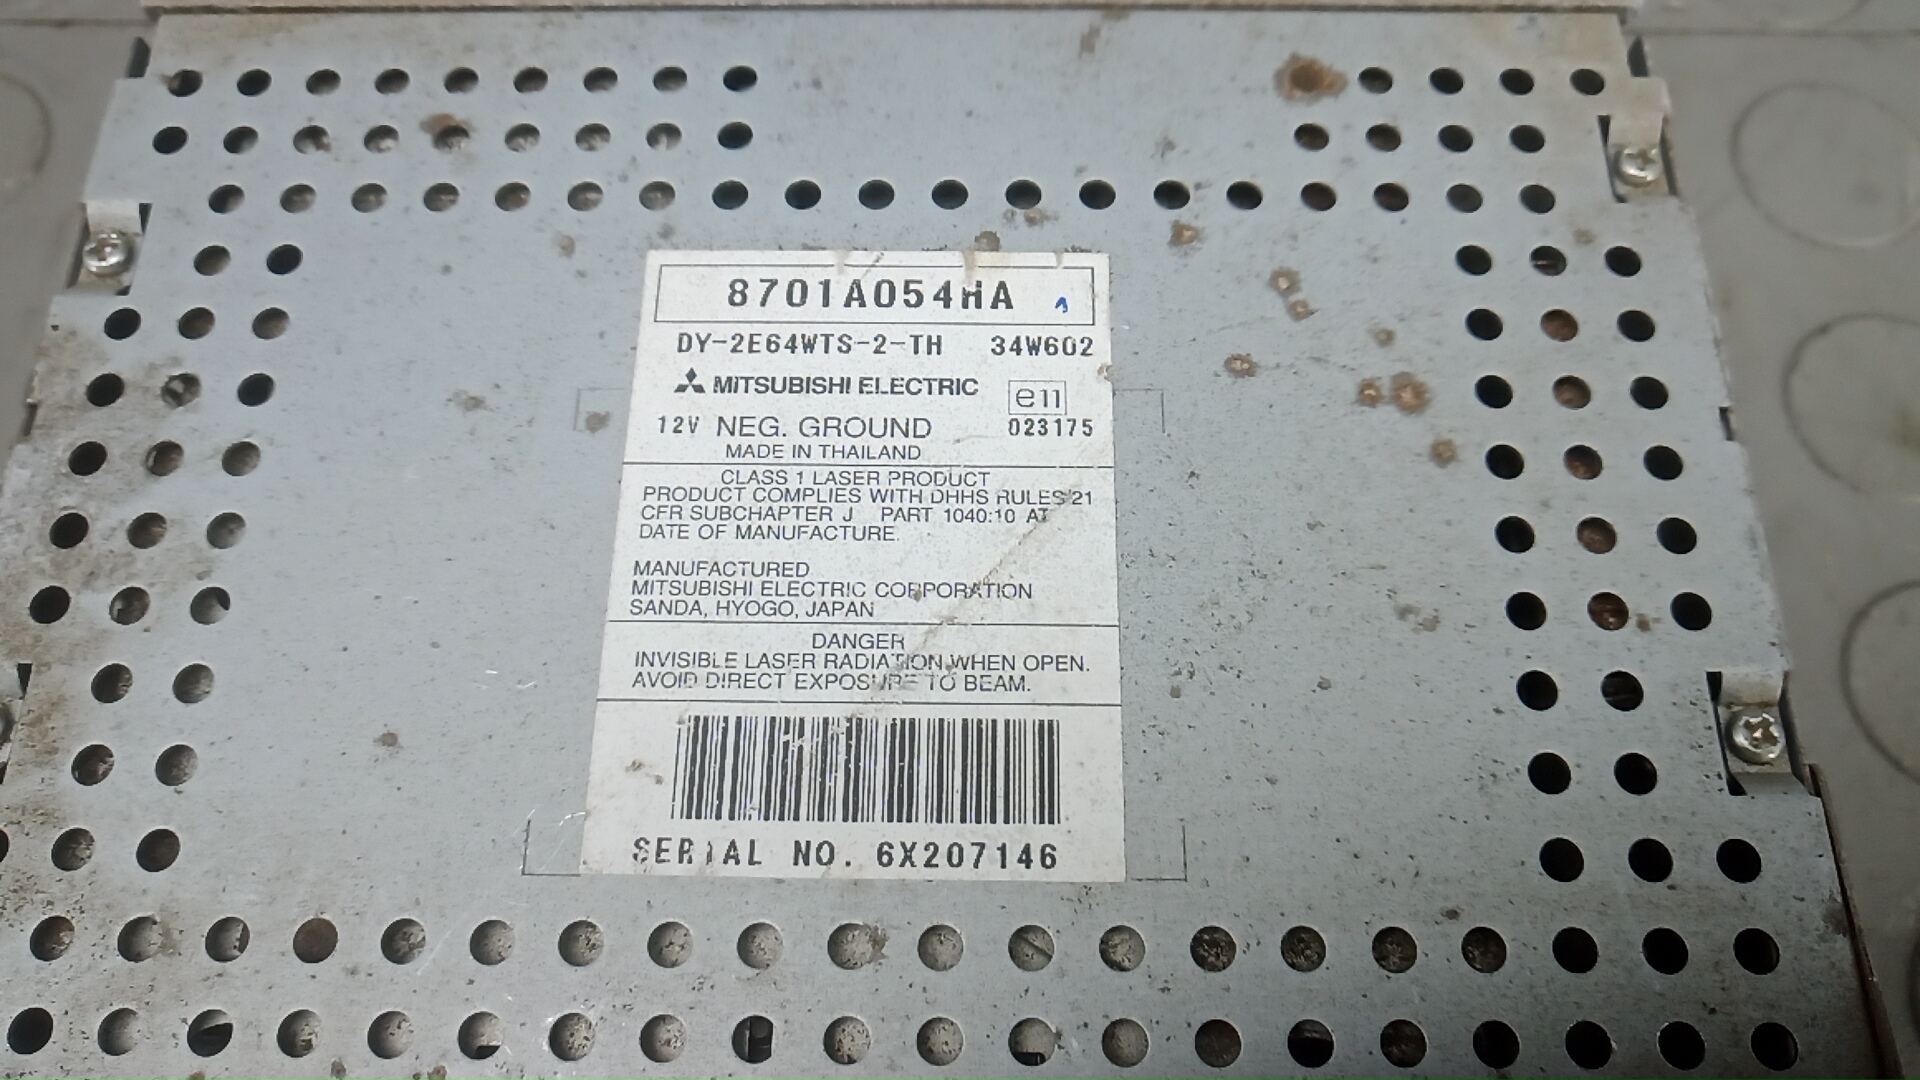 8701A054HA
DY-2E64WTS-2-TH 34W602
MITSUBISHI ELECTRIC e11
12V NEG. GROUND 023175
MADE IN THAILAND
CLASS 1 LASER PRODUCT
PRODUCT COMPLIES WITH DHHS RULES 21
CFR SUBCHAPTER J PART 1040:10 AT
DATE OF MANUFACTURE.
MANUFACTURED
MITSUBISHI ELECTRIC CORPORATION
SANDA, HYOGO, JAPAN
DANGER
INVISIBLE LASER RADIATION WHEN OPEN.
AVOID DIRECT EXPOSURE TO BEAM.
SERIAL NO. 6X207146